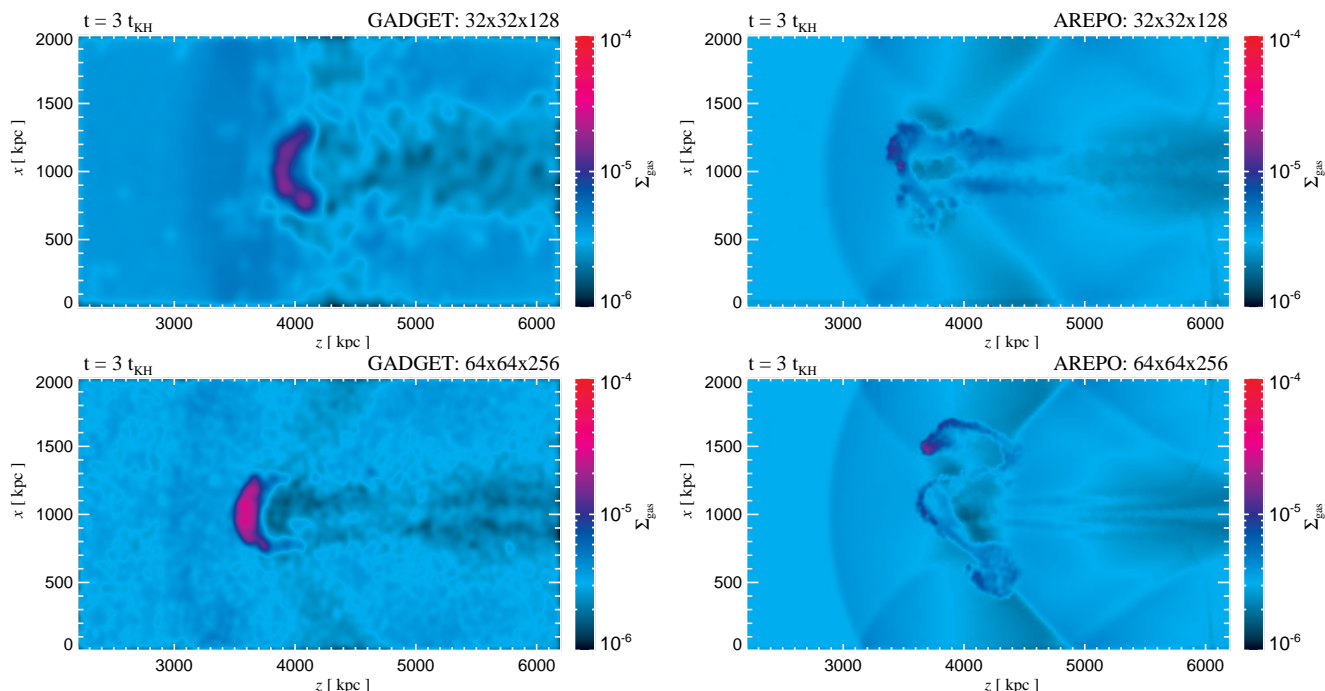 t = 3 t_KH GADGET: 32x32x128
2000
1500
1000
500
0
x [ kpc ]
3000 4000 5000 6000
z [ kpc ]
10^-4
10^-5
10^-6
Σ_gas
t = 3 t_KH AREPO: 32x32x128
2000
1500
1000
500
0
x [ kpc ]
3000 4000 5000 6000
z [ kpc ]
10^-4
10^-5
10^-6
Σ_gas
t = 3 t_KH GADGET: 64x64x256
2000
1500
1000
500
0
x [ kpc ]
3000 4000 5000 6000
z [ kpc ]
10^-4
10^-5
10^-6
Σ_gas
t = 3 t_KH AREPO: 64x64x256
2000
1500
1000
500
0
x [ kpc ]
3000 4000 5000 6000
z [ kpc ]
10^-4
10^-5
10^-6
Σ_gas